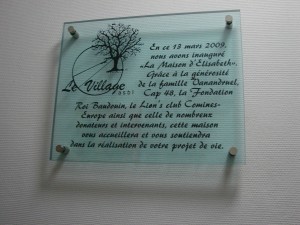 En ce 13 mars 2009,
nous avons inauguré
«La Maison d'Elisabeth».
Grâce à la générosité
de la famille Vanandruel,
Cap 48, la Fondation
Le Village
asbl
Roi Baudouin, le Lion's club Comines-
Europe ainsi que celle de nombreux
donateurs et intervenants, cette maison
vous accueillera et vous soutiendra
dans la réalisation de votre projet de vie.